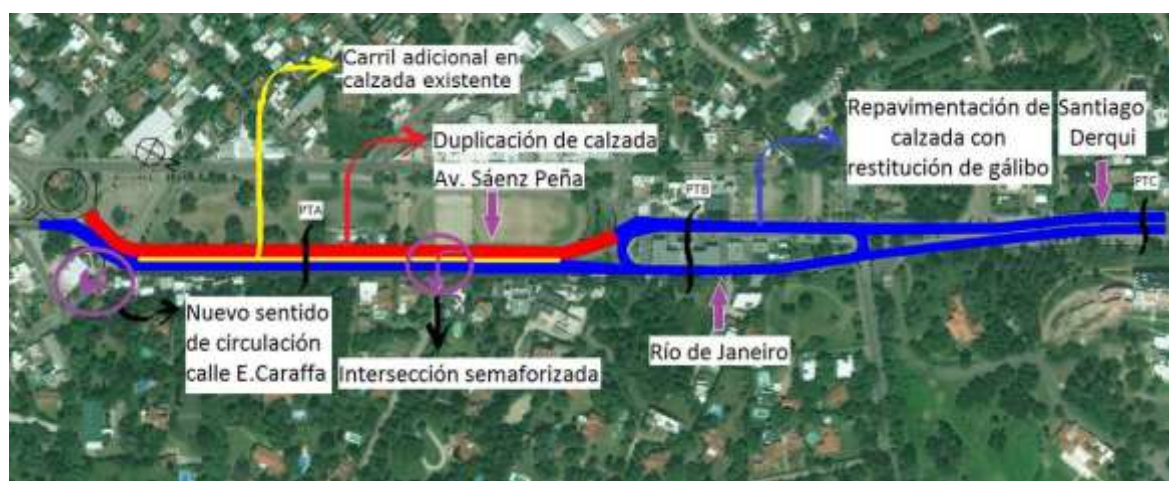 Carril adicional en
calzada existente
Duplicación de calzada
Av. Sáenz Peña
Repavimentación de
calzada con
restitución de gálibo
Santiago
Derqui
PTA
PTB
PTC
Nuevo sentido
de circulación
calle E.Caraffa
Intersección semaforizada
Río de Janeiro